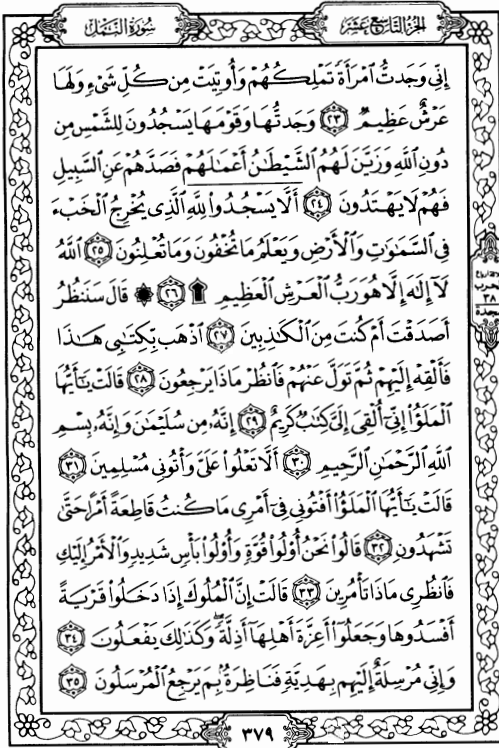 الجزء التاسع عشر
سورة النمل
إِنِّي وَجَدتُّ ٱمۡرَأَةٗ تَمۡلِكُهُمۡ وَأُوتِيَتۡ مِن كُلِّ شَيۡءٖ وَلَهَا
عَرۡشٌ عَظِيمٞ ٢٣ وَجَدتُّهَا وَقَوۡمَهَا يَسۡجُدُونَ لِلشَّمۡسِ مِن
دُونِ ٱللَّهِ وَزَيَّنَ لَهُمُ ٱلشَّيۡطَٰنُ أَعۡمَٰلَهُمۡ فَصَدَّهُمۡ عَنِ ٱلسَّبِيلِ
فَهُمۡ لَا يَهۡتَدُونَ ٢٤ أَلَّا يَسۡجُدُواْۤ لِلَّهِ ٱلَّذِي يُخۡرِجُ ٱلۡخَبۡءَ
فِي ٱلسَّمَٰوَٰتِ وَٱلۡأَرۡضِ وَيَعۡلَمُ مَا تُخۡفُونَ وَمَا تُعۡلِنُونَ ٢٥ ٱللَّهُ
لَآ إِلَٰهَ إِلَّا هُوَ رَبُّ ٱلۡعَرۡشِ ٱلۡعَظِيمِ ۩ ٢٦ ۞ قَالَ سَنَنظُرُ
أَصَدَقۡتَ أَمۡ كُنتَ مِنَ ٱلۡكَٰذِبِينَ ٢٧ ٱذۡهَب بِّكِتَٰبِي هَٰذَا
فَأَلۡقِهۡ إِلَيۡهِمۡ ثُمَّ تَوَلَّ عَنۡهُمۡ فَٱنظُرۡ مَاذَا يَرۡجِعُونَ ٢٨ قَالَتۡ يَٰٓأَيُّهَا
ٱلۡمَلَؤُاْ إِنِّيٓ أُلۡقِيَ إِلَيَّ كِتَٰبٞ كَرِيمٌ ٢٩ إِنَّهُۥ مِن سُلَيۡمَٰنَ وَإِنَّهُۥ بِسۡمِ
ٱللَّهِ ٱلرَّحۡمَٰنِ ٱلرَّحِيمِ ٣٠ أَلَّا تَعۡلُواْ عَلَيَّ وَأۡتُونِي مُسۡلِمِينَ ٣١
قَالَتۡ يَٰٓأَيُّهَا ٱلۡمَلَؤُاْ أَفۡتُونِي فِيٓ أَمۡرِي مَا كُنتُ قَاطِعَةً أَمۡرًا حَتَّىٰ
تَشۡهَدُونِ ٣٢ قَالُواْ نَحۡنُ أُوْلُواْ قُوَّةٖ وَأُوْلُواْ بَأۡسٖ شَدِيدٖ وَٱلۡأَمۡرُ إِلَيۡكِ
فَٱنظُرِي مَاذَا تَأۡمُرِينَ ٣٣ قَالَتۡ إِنَّ ٱلۡمُلُوكَ إِذَا دَخَلُواْ قَرۡيَةً
أَفۡسَدُوهَا وَجَعَلُوٓاْ أَعِزَّةَ أَهۡلِهَآ أَذِلَّةٗۚ وَكَذَٰلِكَ يَفۡعَلُونَ ٣٤
وَإِنِّي مُرۡسِلَةٌ إِلَيۡهِم بِهَدِيَّةٖ فَنَاظِرَةُۢ بِمَ يَرۡجِعُ ٱلۡمُرۡسَلُونَ ٣٥
الحزب
٣٨
سجدة
٣٧٩